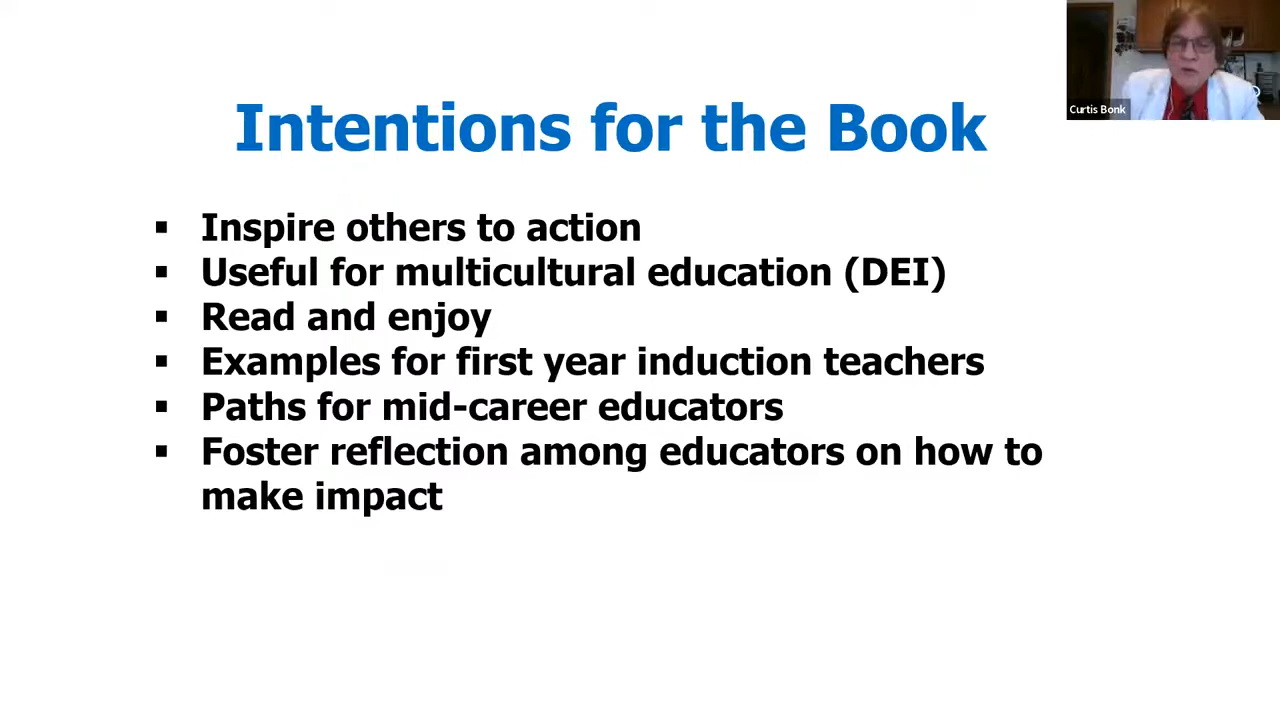 Curtis Bonk
Intentions for the Book
▪ Inspire others to action
▪ Useful for multicultural education (DEI)
▪ Read and enjoy
▪ Examples for first year induction teachers
▪ Paths for mid-career educators
▪ Foster reflection among educators on how to
make impact